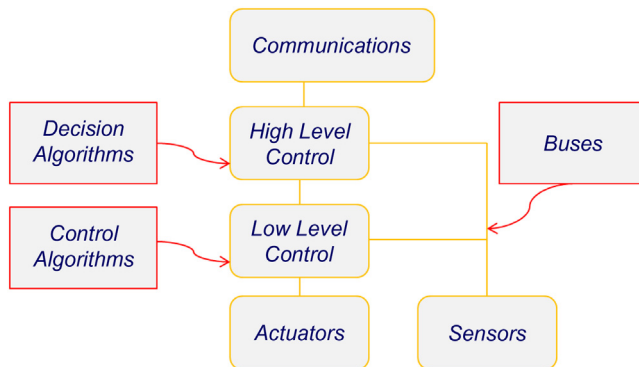 Communications
Decision
Algorithms
High Level
Control
Buses
Control
Algorithms
Low Level
Control
Actuators
Sensors